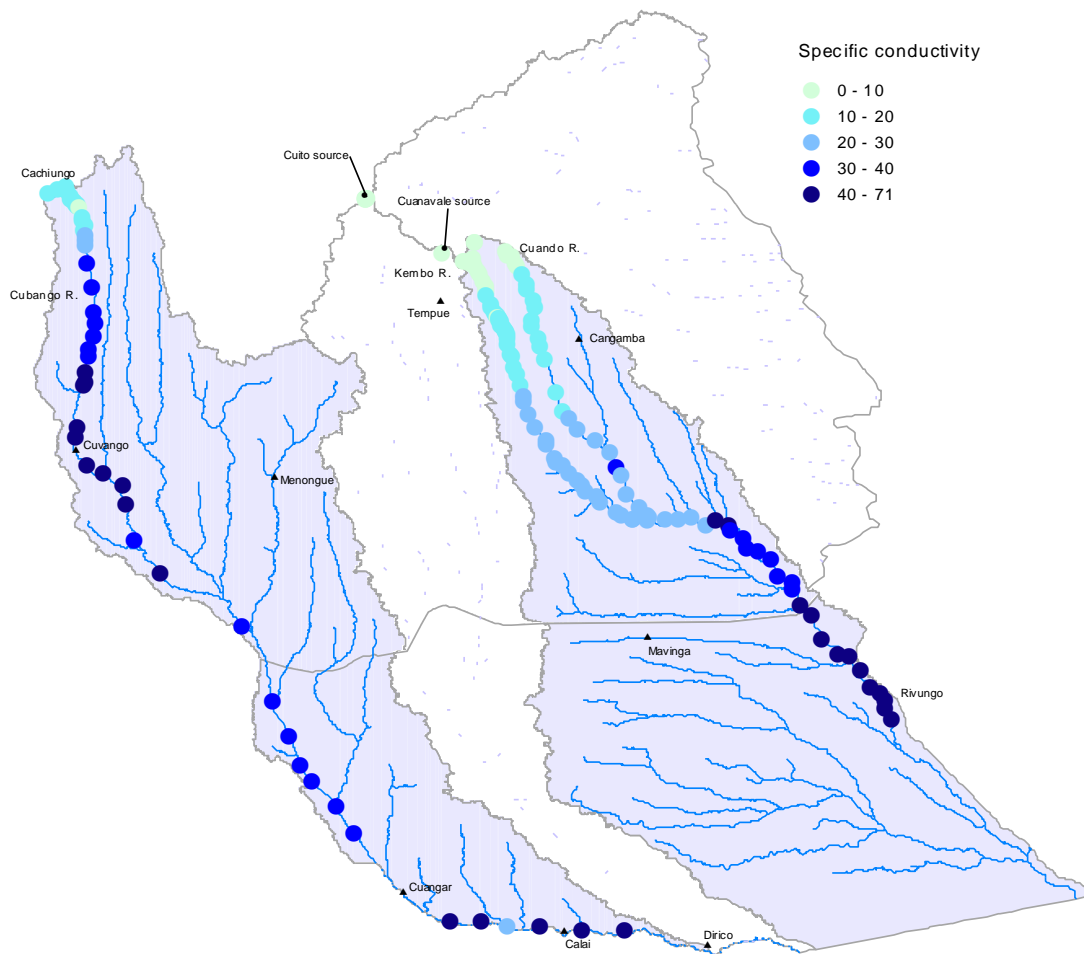 Specific conductivity
0 - 10
10 - 20
20 - 30
30 - 40
40 - 71
Cuito source
Cachiungo
Cuanavale source
Cuando R.
Kembo R.
Cubango R.
Tempue
Cangamba
Cuvango
Menongue
Mavinga
Rivungo
Cuangar
Calai
Dirico